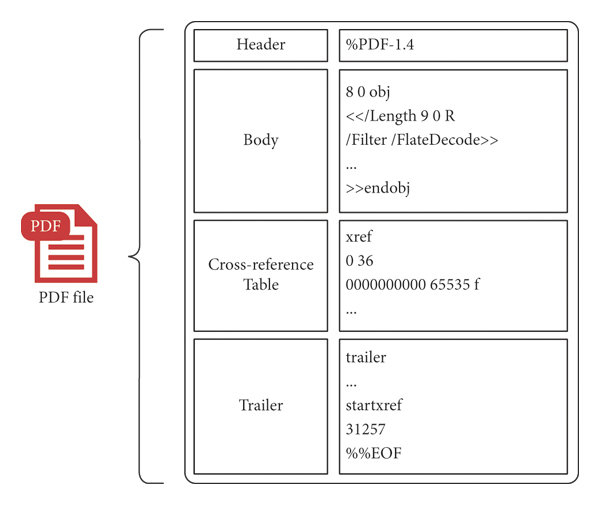 PDF
PDF file
Header
%PDF-1.4
Body
8 0 obj
<</Length 9 0 R
/Filter /FlateDecode>>
...
>>endobj
Cross-reference
Table
xref
0 36
0000000000 65535 f
...
Trailer
trailer
...
startxref
31257
%%EOF